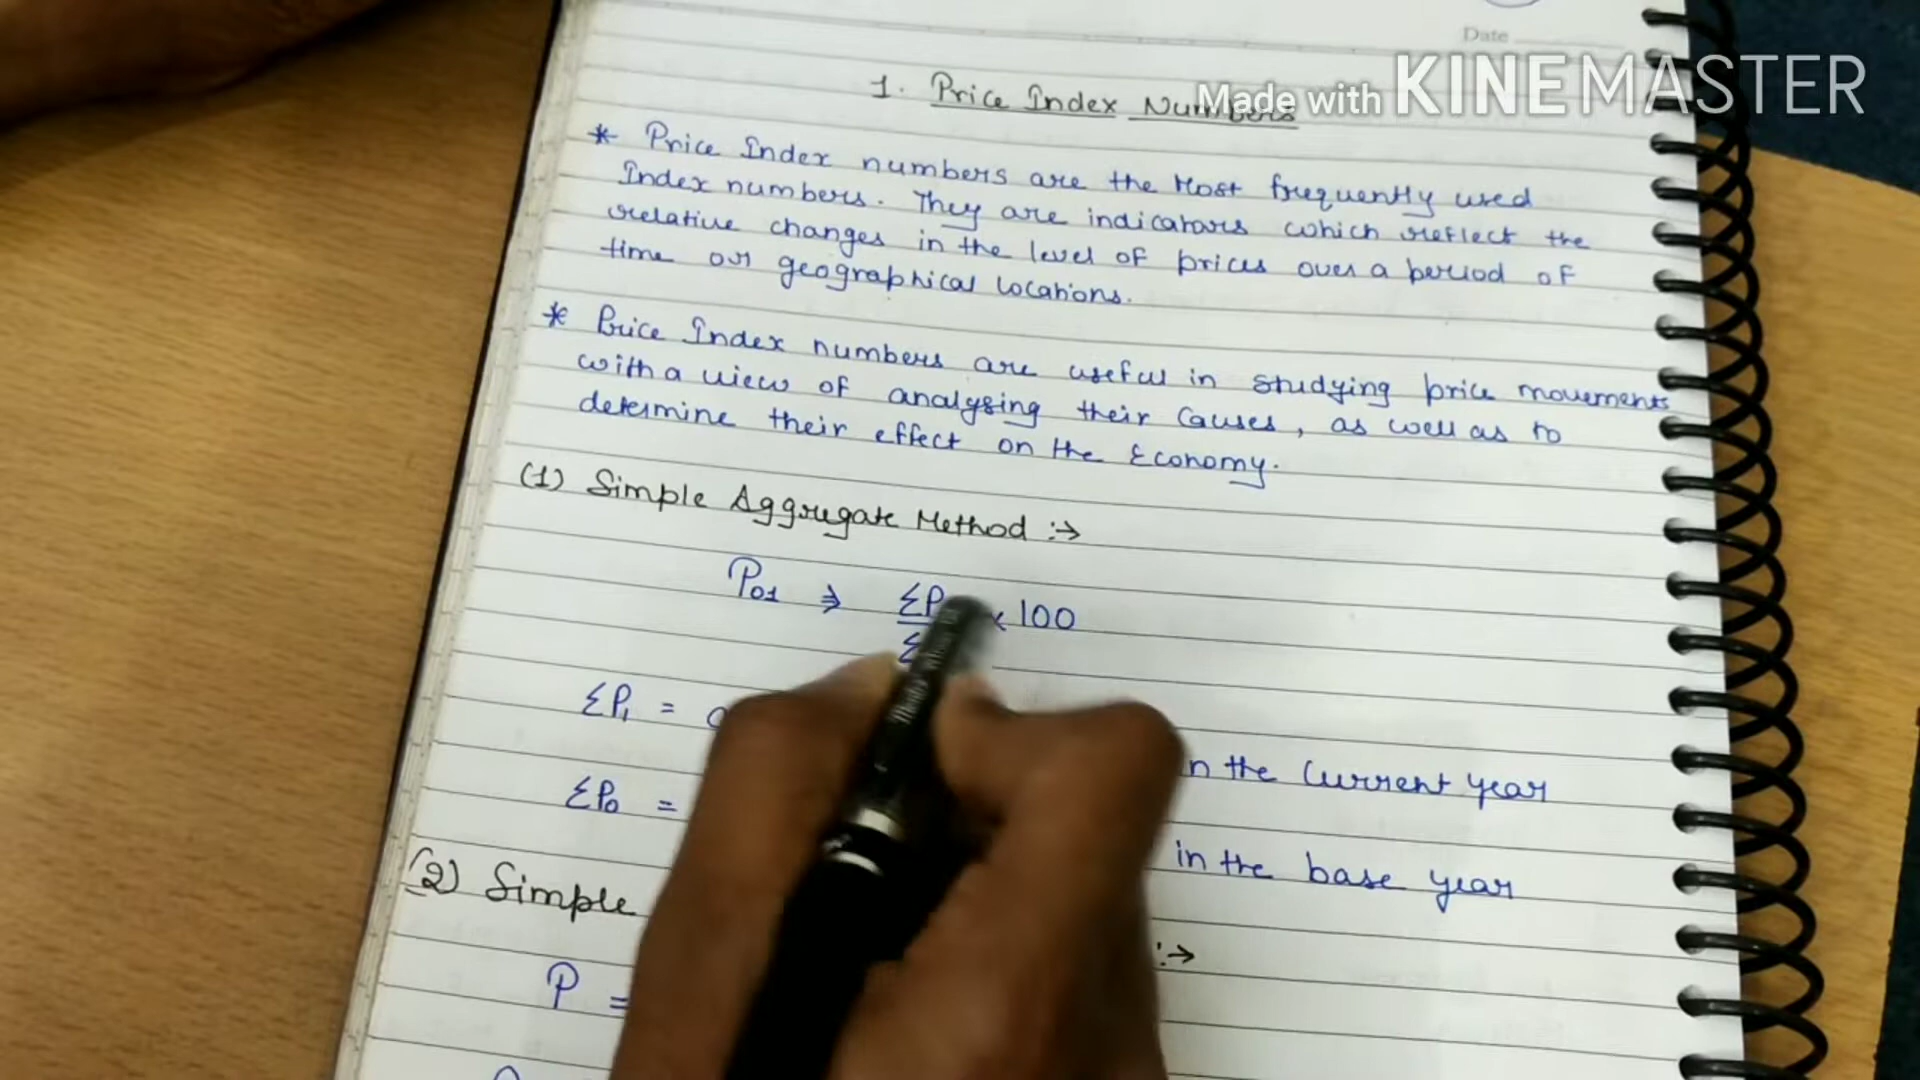 Date
Made with KINEMASTER
1. Price Index Numbers
* Price Index numbers are the Most frequently used
Index numbers. They are indicators which reflect the
relative changes in the level of prices over a period of
time or geographical locations.
* Price Index numbers are useful in studying price movements
with a view of analysing their Causes, as well as to
determine their effect on the Economy.
(1) Simple Aggregate Method :→
P01 ⇒ ΣP × 100
Σ
ΣP1 =
n the Current year
ΣP0 =
in the base year
(2) Simple :→
P =